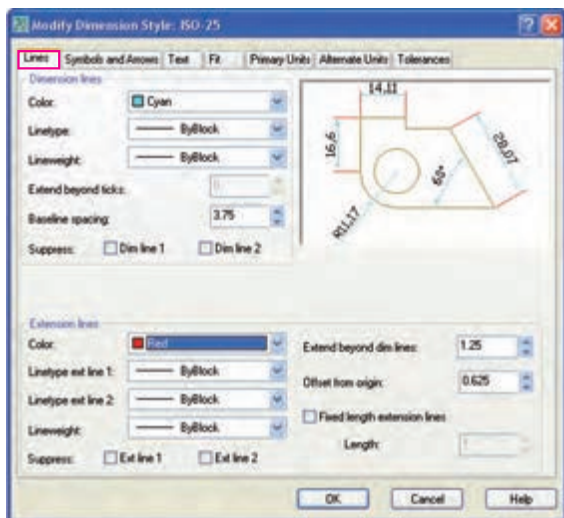 Modify Dimension Style: ISO-25
Lines Symbols and Arrows Text Fit Primary Units Alternate Units Tolerances
Dimension lines
Color: Cyan
Linetype: ByBlock
Lineweight: ByBlock
Extend beyond ticks: 0
Baseline spacing: 3.75
Suppress: Dim line 1 Dim line 2
14,11
16,6
28,07
60°
R11,17
Extension lines
Color: Red
Linetype ext line 1: ByBlock
Linetype ext line 2: ByBlock
Lineweight: ByBlock
Suppress: Ext line 1 Ext line 2
Extend beyond dim lines: 1.25
Offset from origin: 0.625
Fixed length extension lines
Length: 1
OK Cancel Help